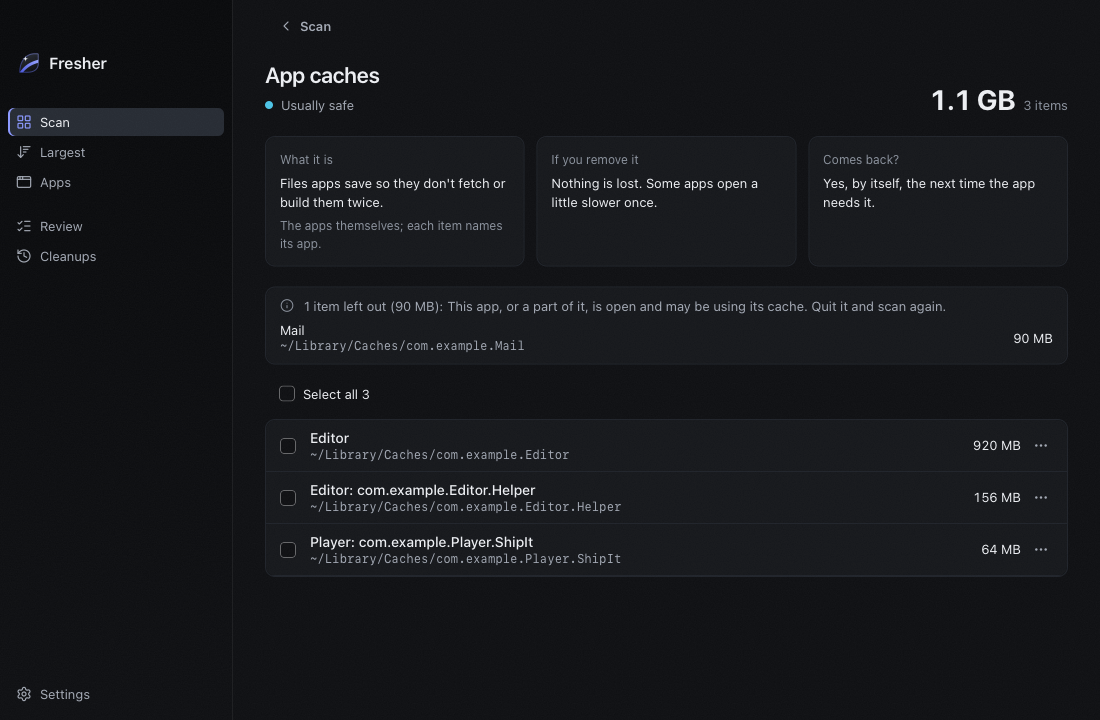 Scan
Fresher
App caches
Usually safe
1.1 GB 3 items
Scan
Largest
Apps
Review
Cleanups
What it is
Files apps save so they don't fetch or
build them twice.
The apps themselves; each item names
its app.
If you remove it
Nothing is lost. Some apps open a
little slower once.
Comes back?
Yes, by itself, the next time the app
needs it.
1 item left out (90 MB): This app, or a part of it, is open and may be using its cache. Quit it and scan again.
Mail
~/Library/Caches/com.example.Mail
90 MB
Select all 3
Editor
~/Library/Caches/com.example.Editor
920 MB
Editor: com.example.Editor.Helper
~/Library/Caches/com.example.Editor.Helper
156 MB
Player: com.example.Player.ShipIt
~/Library/Caches/com.example.Player.ShipIt
64 MB
Settings